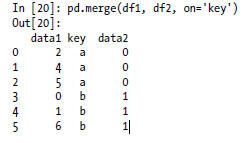 In [20]: pd.merge(df1, df2, on='key')
Out[20]:
data1 key data2
0 2 a 0
1 4 a 0
2 5 a 0
3 0 b 1
4 1 b 1
5 6 b 1